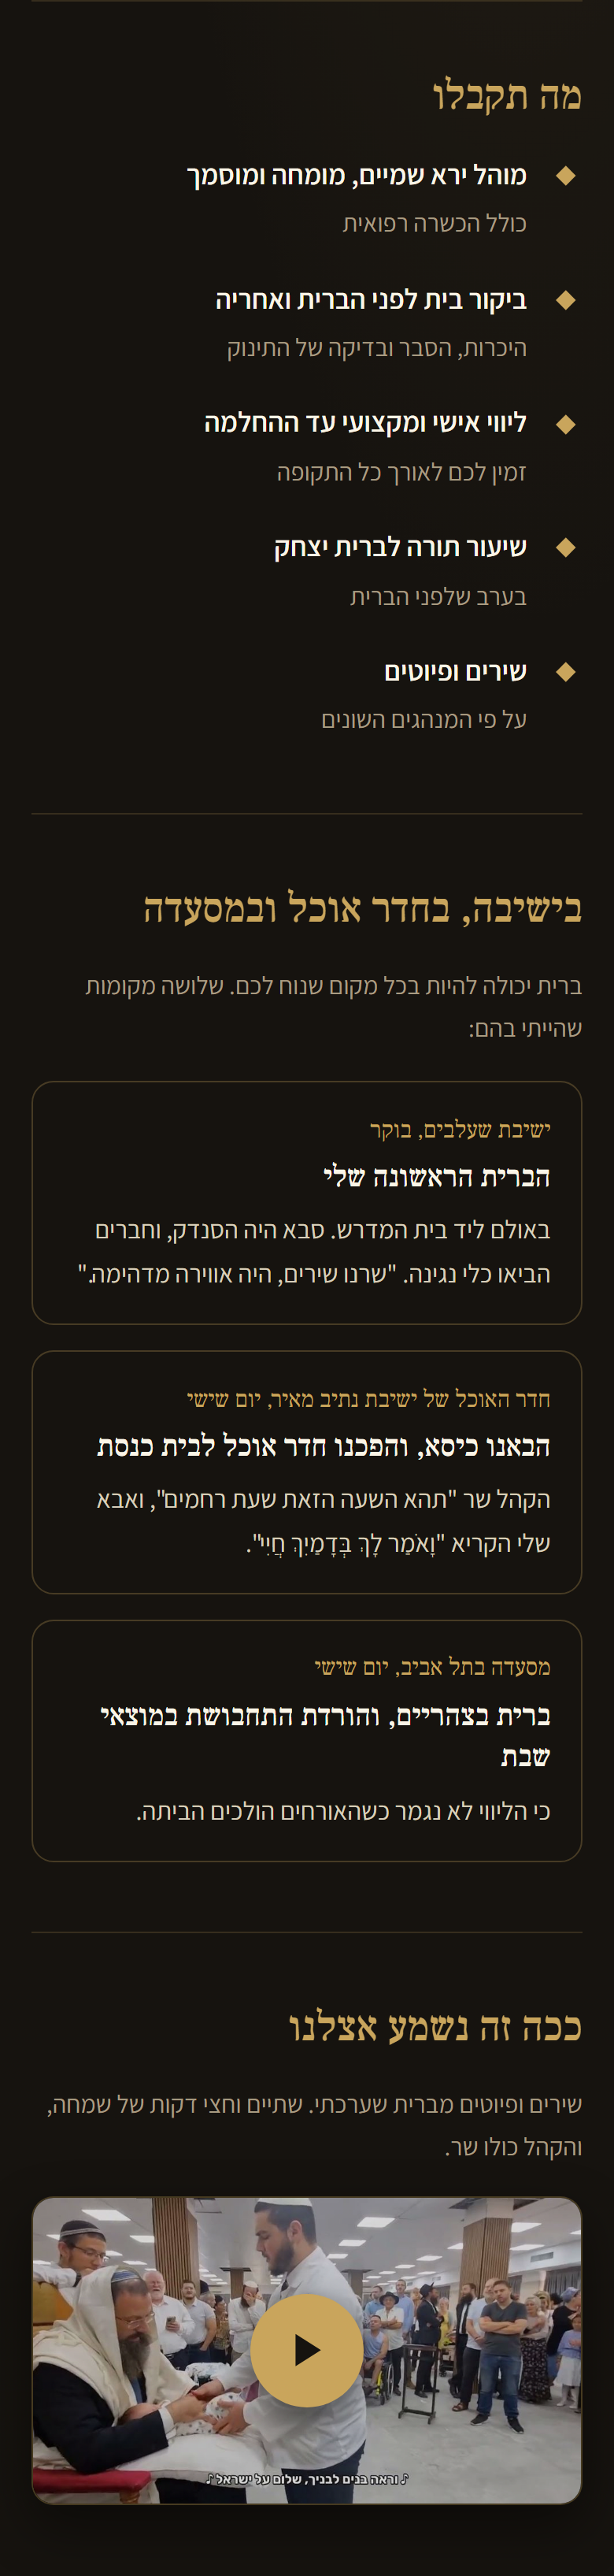 מה תקבלו
מוהל ירא שמיים, מומחה ומוסמך
כולל הכשרה רפואית
ביקור בית לפני הברית ואחריה
היכרות, הסבר ובדיקה של התינוק
ליווי אישי ומקצועי עד ההחלמה
זמין לכם לאורך כל התקופה
שיעור תורה לברית יצחק
בערב שלפני הברית
שירים ופיוטים
על פי המנהגים השונים
בישיבה, בחדר אוכל ובמסעדה
ברית יכולה להיות בכל מקום שנוח לכם. שלושה מקומות
שהייתי בהם:
ישיבת שעלבים, בוקר
הברית הראשונה שלי
באולם ליד בית המדרש. סבא היה הסנדק, וחברים
הביאו כלי נגינה. "שרנו שירים, היה אווירה מדהימה."
חדר האוכל של ישיבת נתיב מאיר, יום שישי
הבאנו כיסא, והפכנו חדר אוכל לבית כנסת
הקהל שר "תהא השעה הזאת שעת רחמים", ואבא
שלי הקריא "וָאֹמַר לָךְ בְּדָמַיִךְ חֲיִי".
מסעדה בתל אביב, יום שישי
ברית בצהריים, והורדת התחבושת במוצאי
שבת
כי הליווי לא נגמר כשהאורחים הולכים הביתה.
ככה זה נשמע אצלנו
שירים ופיוטים מברית שערכתי. שתיים וחצי דקות של שמחה,
והקהל כולו שר.
♪ וראה בנים לבניך, שלום על ישראל ♪